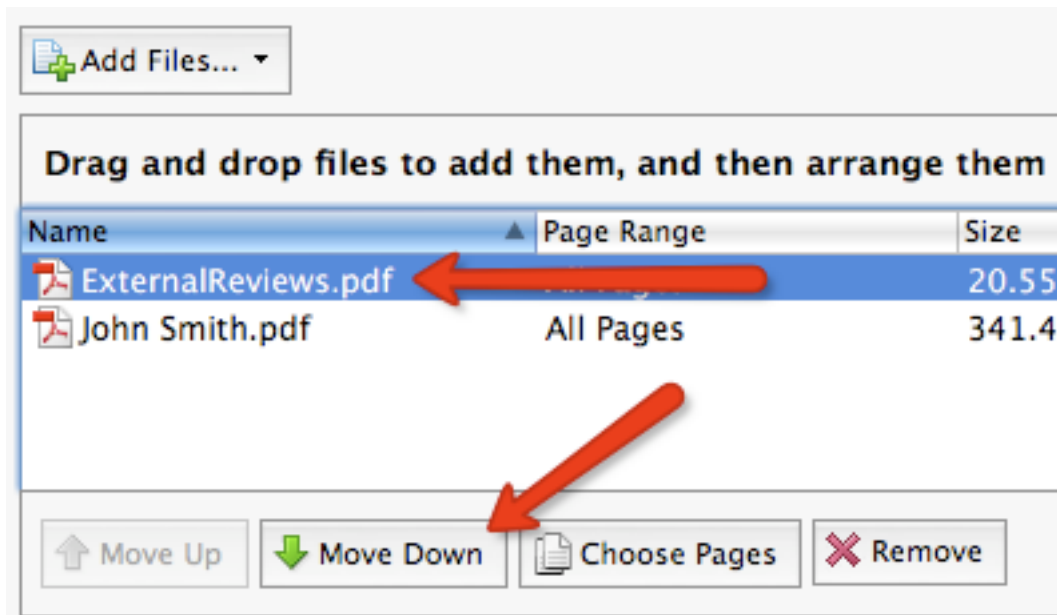 Add Files...
Drag and drop files to add them, and then arrange them
Name Page Range Size
ExternalReviews.pdf 20.55
John Smith.pdf All Pages 341.4
Move Up Move Down Choose Pages Remove